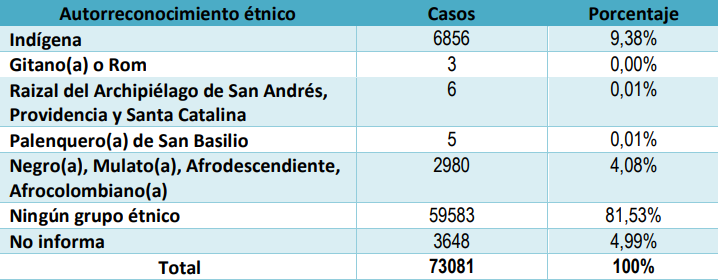 Autorreconocimiento étnico Casos Porcentaje
Indígena 6856 9,38%
Gitano(a) o Rom 3 0,00%
Raizal del Archipiélago de San Andrés,
Providencia y Santa Catalina 6 0,01%
Palenquero(a) de San Basilio 5 0,01%
Negro(a), Mulato(a), Afrodescendiente,
Afrocolombiano(a) 2980 4,08%
Ningún grupo étnico 59583 81,53%
No informa 3648 4,99%
Total 73081 100%